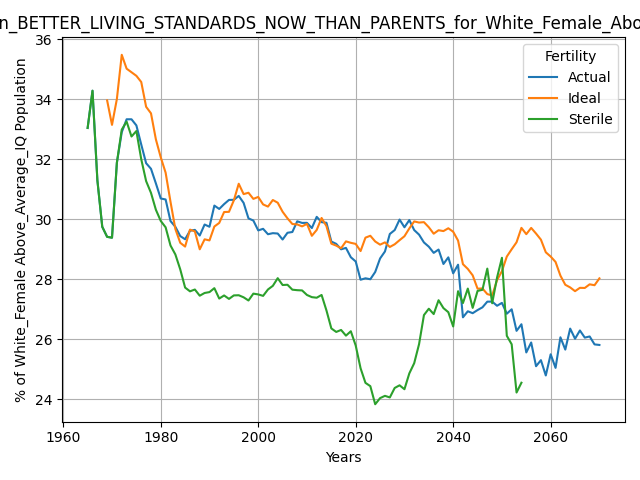 n_BETTER_LIVING_STANDARDS_NOW_THAN_PARENTS_for_White_Female_Abo
36
34
32
30
28
26
24
% of White_Female Above_Average_IQ Population
Fertility
Actual
Ideal
Sterile
1960
1980
2000
2020
2040
2060
Years